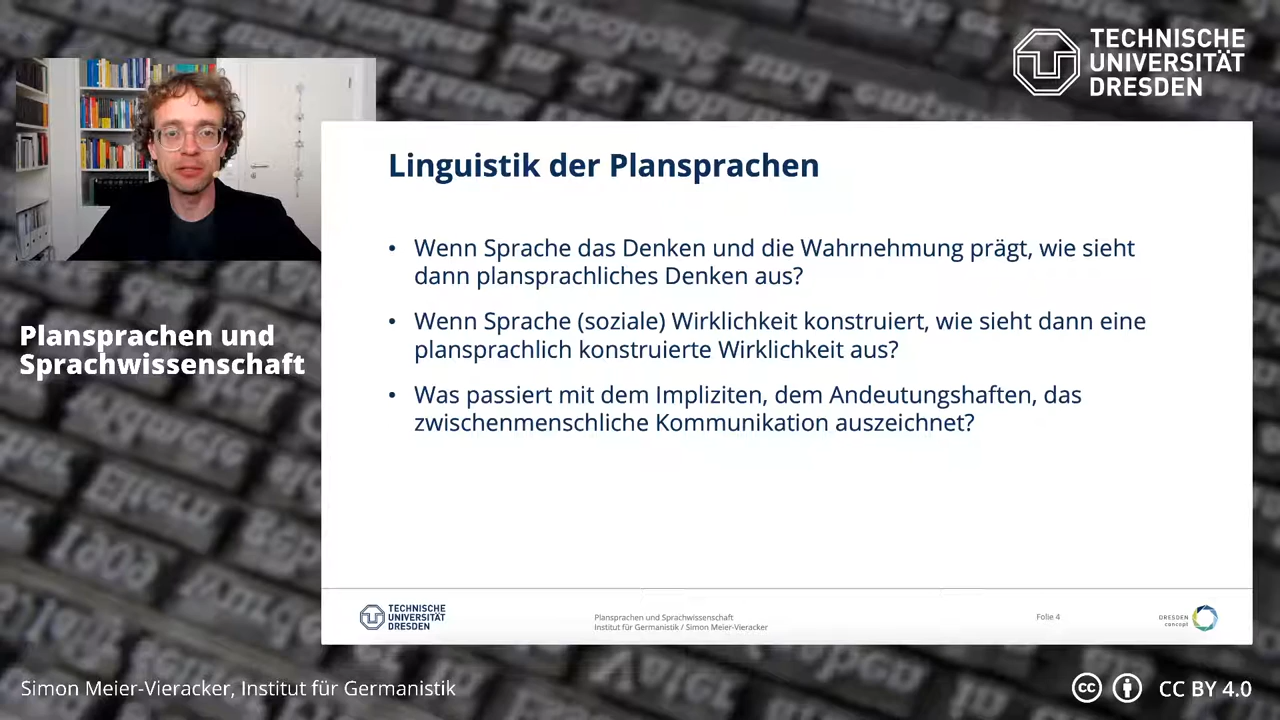 TECHNISCHE
UNIVERSITÄT
DRESDEN
Linguistik der Plansprachen
• Wenn Sprache das Denken und die Wahrnehmung prägt, wie sieht
dann plansprachliches Denken aus?
• Wenn Sprache (soziale) Wirklichkeit konstruiert, wie sieht dann eine
plansprachlich konstruierte Wirklichkeit aus?
• Was passiert mit dem Impliziten, dem Andeutungshaften, das
zwischenmenschliche Kommunikation auszeichnet?
Plansprachen und
Sprachwissenschaft
TECHNISCHE
UNIVERSITÄT
DRESDEN
Plansprachen und Sprachwissenschaft
Institut für Germanistik / Simon Meier-Vieracker
Folie 4
DRESDEN
concept
Simon Meier-Vieracker, Institut für Germanistik
cc CC BY 4.0